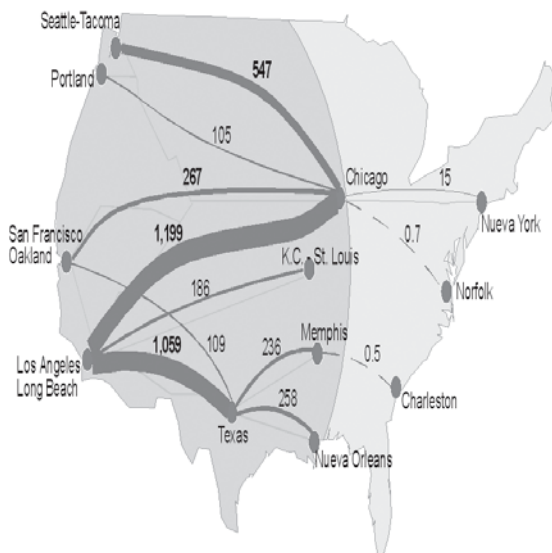 Seattle-Tacoma
547
Portland
105
Chicago
267
15
Nueva York
San Francisco
Oakland
1,199
0.7
K.C. - St. Louis
186
Norfolk
Memphis
1,059
109
236
0.5
Los Angeles
Long Beach
258
Charleston
Texas
Nueva Orleans